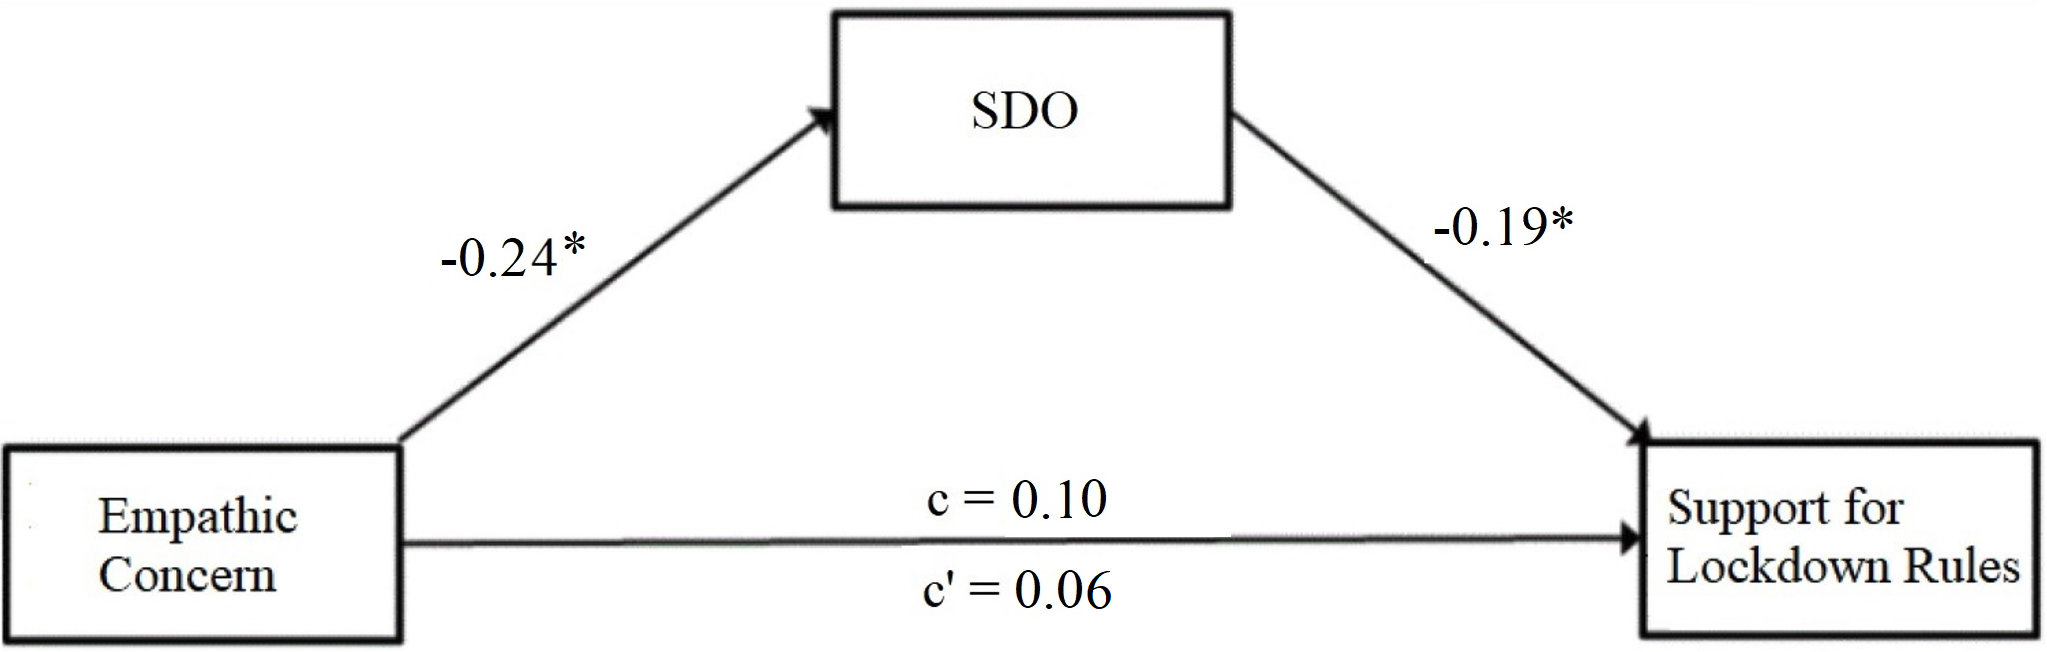 SDO
-0.24*
-0.19*
Empathic
Concern
c = 0.10
c' = 0.06
Support for
Lockdown Rules